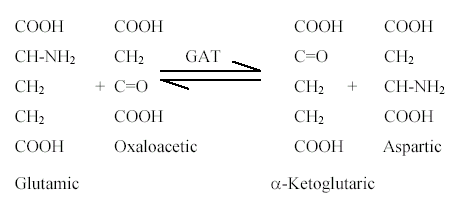 COOH COOH COOH COOH
CH-NH₂ CH₂ GAT C=O CH₂
CH₂ + C=O CH₂ + CH-NH₂
CH₂ COOH CH₂ COOH
COOH Oxaloacetic COOH Aspartic
Glutamic α-Ketoglutaric